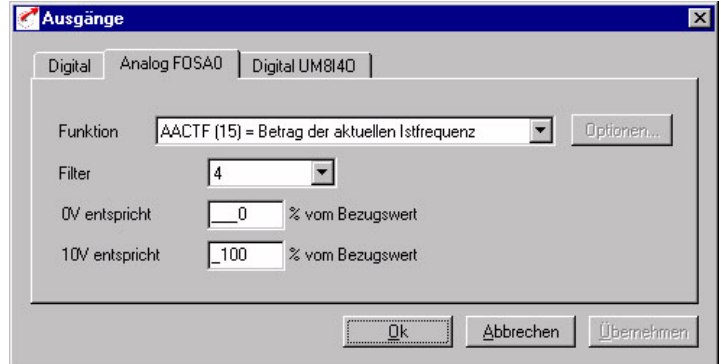 Ausgänge
Digital Analog FOSA0 Digital UM8I4O
Funktion AACTF (15) = Betrag der aktuellen Istfrequenz Optionen...
Filter 4
0V entspricht ___0 % vom Bezugswert
10V entspricht _100 % vom Bezugswert
Ok Abbrechen Übernehmen